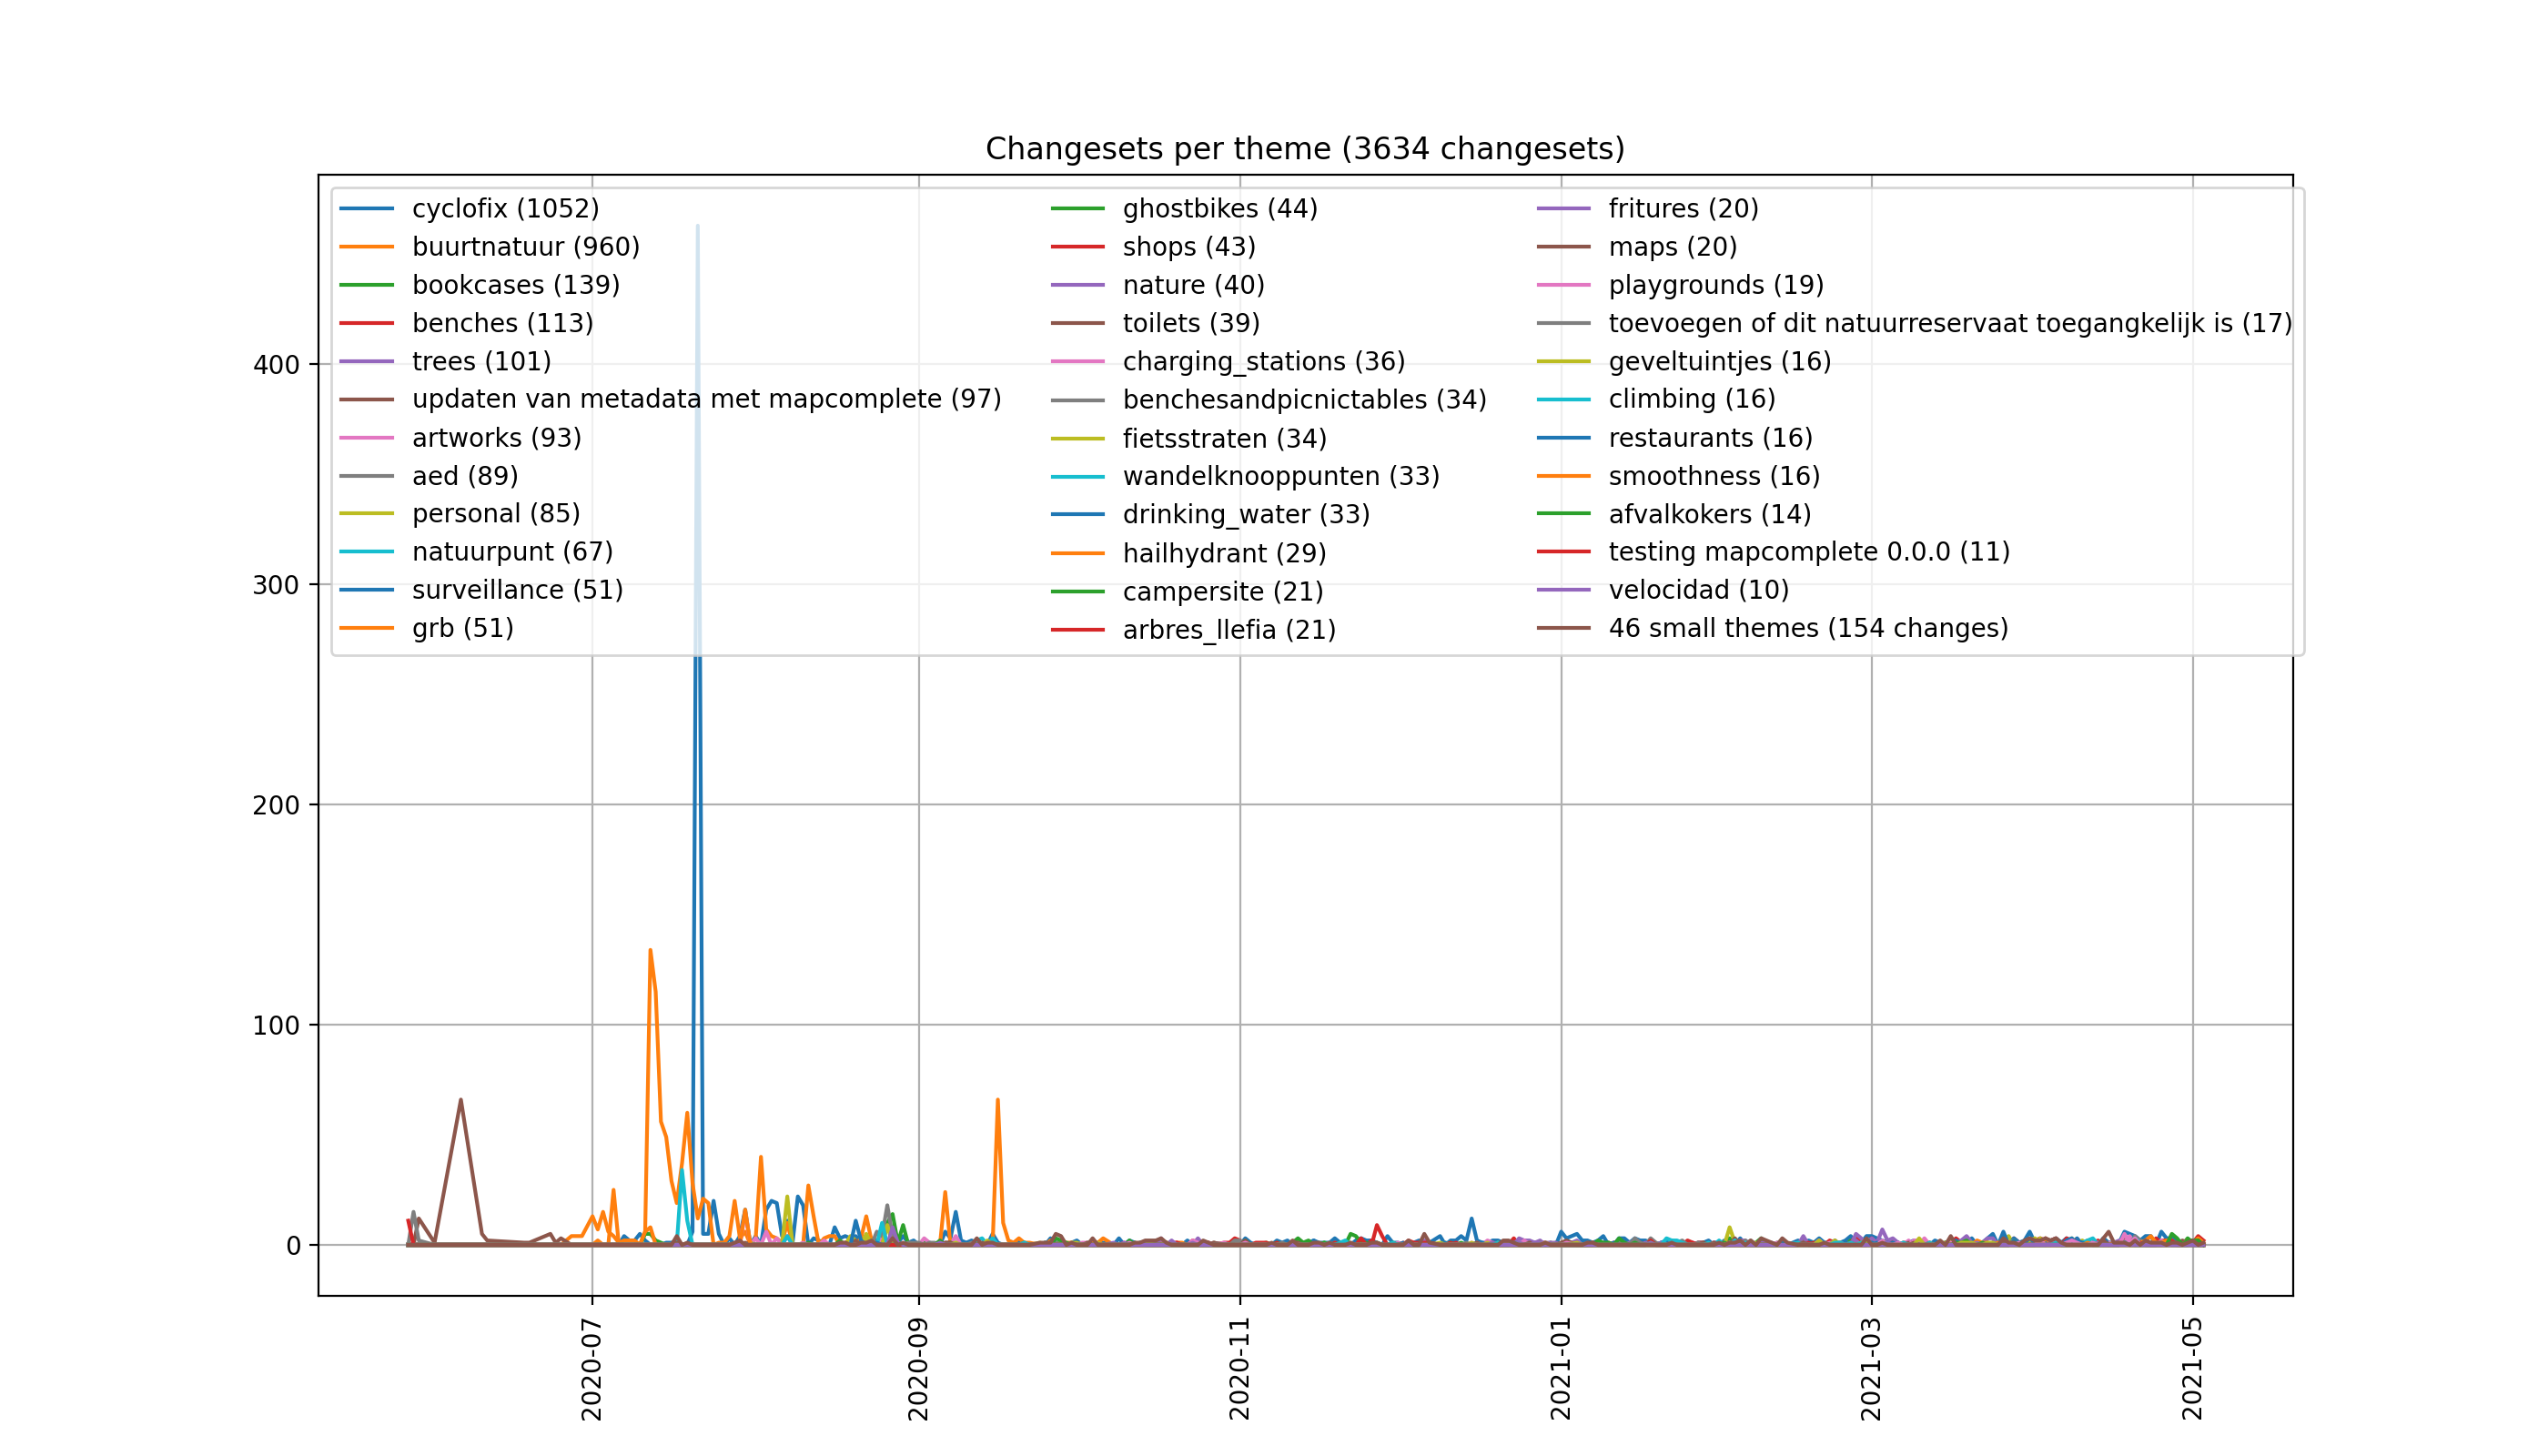 Changesets per theme (3634 changesets)
cyclofix (1052)
buurtnatuur (960)
bookcases (139)
benches (113)
trees (101)
updaten van metadata met mapcomplete (97)
artworks (93)
aed (89)
personal (85)
natuurpunt (67)
surveillance (51)
grb (51)
ghostbikes (44)
shops (43)
nature (40)
toilets (39)
charging_stations (36)
benchesandpicnictables (34)
fietsstraten (34)
wandelknooppunten (33)
drinking_water (33)
hailhydrant (29)
campersite (21)
arbres_llefia (21)
fritures (20)
maps (20)
playgrounds (19)
toevoegen of dit natuurreservaat toegangkelijk is (17)
geveltuintjes (16)
climbing (16)
restaurants (16)
smoothness (16)
afvalkokers (14)
testing mapcomplete 0.0.0 (11)
velocidad (10)
46 small themes (154 changes)
400
300
200
100
0
2020-07
2020-09
2020-11
2021-01
2021-03
2021-05